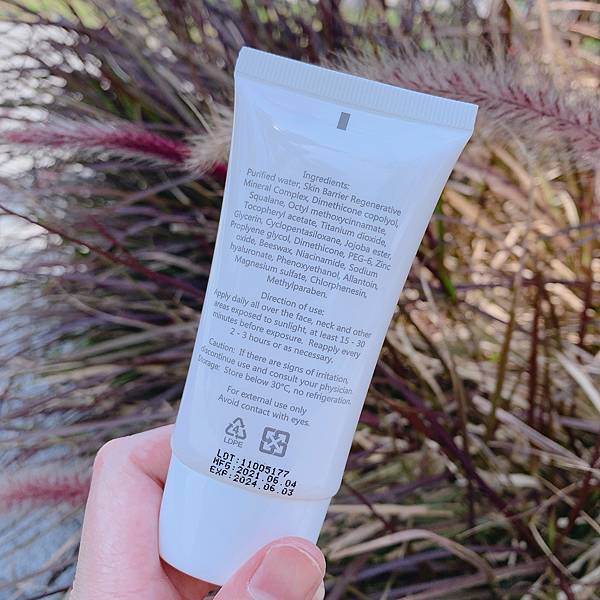 Ingredients:
Purified water, Skin Barrier Regenerative
Mineral Complex, Dimethicone copolyol,
Squalane, Octyl methoxycinnamate,
Tocopheryl acetate, Titanium dioxide,
Glycerin, Cyclopentasiloxane, Jojoba ester,
Proplyene glycol, Dimethicone, PEG-6, Zinc
oxide, Beeswax, Niacinamide, Sodium
hyaluronate, Phenoxyethanol, Allantoin,
Magnesium sulfate, Chlorphenesin,
Methylparaben.
Direction of use:
Apply daily all over the face, neck and other
areas exposed to sunlight, at least 15 - 30
minutes before exposure. Reapply every
2 - 3 hours or as necessary.
Caution: If there are signs of irritation,
discontinue use and consult your physician.
Storage: Store below 30°C, no refrigeration.
For external use only
Avoid contact with eyes.
4
LDPE
LOT:11005177
MFG:2021.06.04
EXP:2024.06.03